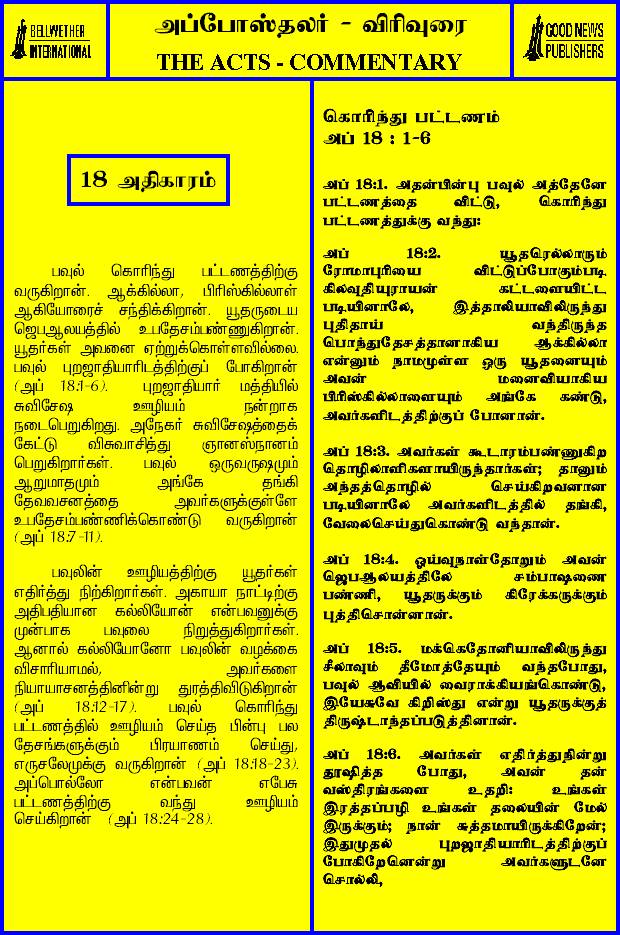 BELLWETHER
INTERNATIONAL
அப்போஸ்தலர் - விரிவுரை
THE ACTS - COMMENTARY
GOOD NEWS
PUBLISHERS
18 அதிகாரம்
பவுல் கொரிந்து பட்டணத்திற்கு
வருகிறான். ஆக்கில்லா, பிரிஸ்கில்லாள்
ஆகியோரைச் சந்திக்கிறான். யூதருடைய
ஜெபஆலயத்தில் உபதேசம்பண்ணுகிறான்.
யூதர்கள் அவனை ஏற்றுக்கொள்ளவில்லை.
பவுல் புறஜாதியாரிடத்திற்குப் போகிறான்
(அப் 18:1-6). புறஜாதியார் மத்தியில்
சுவிசேஷ ஊழியம் நன்றாக
நடைபெறுகிறது. அநேகர் சுவிசேஷத்தைக்
கேட்டு விசுவாசித்து ஞானஸ்நானம்
பெறுகிறார்கள். பவுல் ஒருவருஷமும்
ஆறுமாதமும் அங்கே தங்கி
தேவவசனத்தை அவர்களுக்குள்ளே
உபதேசம்பண்ணிக்கொண்டு வருகிறான்
(அப் 18:7-11).
பவுலின் ஊழியத்திற்கு யூதர்கள்
எதிர்த்து நிற்கிறார்கள். அகாயா நாட்டிற்கு
அதிபதியான கல்லியோன் என்பவனுக்கு
முன்பாக பவுலை நிறுத்துகிறார்கள்.
ஆனால் கல்லியோனோ பவுலின் வழக்கை
விசாரியாமல், அவர்களை
நியாயாசனத்தினின்று துரத்திவிடுகிறான்
(அப் 18:12-17). பவுல் கொரிந்து
பட்டணத்தில் ஊழியம் செய்த பின்பு பல
தேசங்களுக்கும் பிரயாணம் செய்து,
எருசலேமுக்கு வருகிறான் (அப் 18:18-23).
அப்பொல்லோ என்பவன் எபேசு
பட்டணத்திற்கு வந்து ஊழியம்
செய்கிறான் (அப் 18:24-28).
கொரிந்து பட்டணம்
அப் 18 : 1-6
அப் 18:1. அதன்பின்பு பவுல் அத்தேனே
பட்டணத்தை விட்டு, கொரிந்து
பட்டணத்துக்கு வந்து:
அப் 18:2. யூதரெல்லாரும்
ரோமாபுரியை விட்டுப்போகும்படி
கிலவுதியுராயன் கட்டளையிட்ட
படியினாலே, இத்தாலியாவிலிருந்து
புதிதாய் வந்திருந்த
பொந்துதேசத்தானாகிய ஆக்கில்லா
என்னும் நாமமுள்ள ஒரு யூதனையும்
அவன் மனைவியாகிய
பிரிஸ்கில்லாளையும் அங்கே கண்டு,
அவர்களிடத்திற்குப் போனான்.
அப் 18:3. அவர்கள் கூடாரம்பண்ணுகிற
தொழிலாளிகளாயிருந்தார்கள்; தானும்
அந்தத்தொழில் செய்கிறவனான
படியினாலே அவர்களிடத்தில் தங்கி,
வேலைசெய்துகொண்டு வந்தான்.
அப் 18:4. ஓய்வுநாள்தோறும் அவன்
ஜெபஆலயத்திலே சம்பாஷணை
பண்ணி, யூதருக்கும் கிரேக்கருக்கும்
புத்திசொன்னான்.
அப் 18:5. மக்கெதோனியாவிலிருந்து
சீலாவும் தீமோத்தேயும் வந்தபோது,
பவுல் ஆவியில் வைராக்கியங்கொண்டு,
இயேசுவே கிறிஸ்து என்று யூதருக்குத்
திருஷ்டாந்தப்படுத்தினான்.
அப் 18:6. அவர்கள் எதிர்த்துநின்று
தூஷித்த போது, அவன் தன்
வஸ்திரங்களை உதறி: உங்கள்
இரத்தப்பழி உங்கள் தலையின் மேல்
இருக்கும்; நான் சுத்தமாயிருக்கிறேன்;
இதுமுதல் புறஜாதியாரிடத்திற்குப்
போகிறேனென்று அவர்களுடனே
சொல்லி,